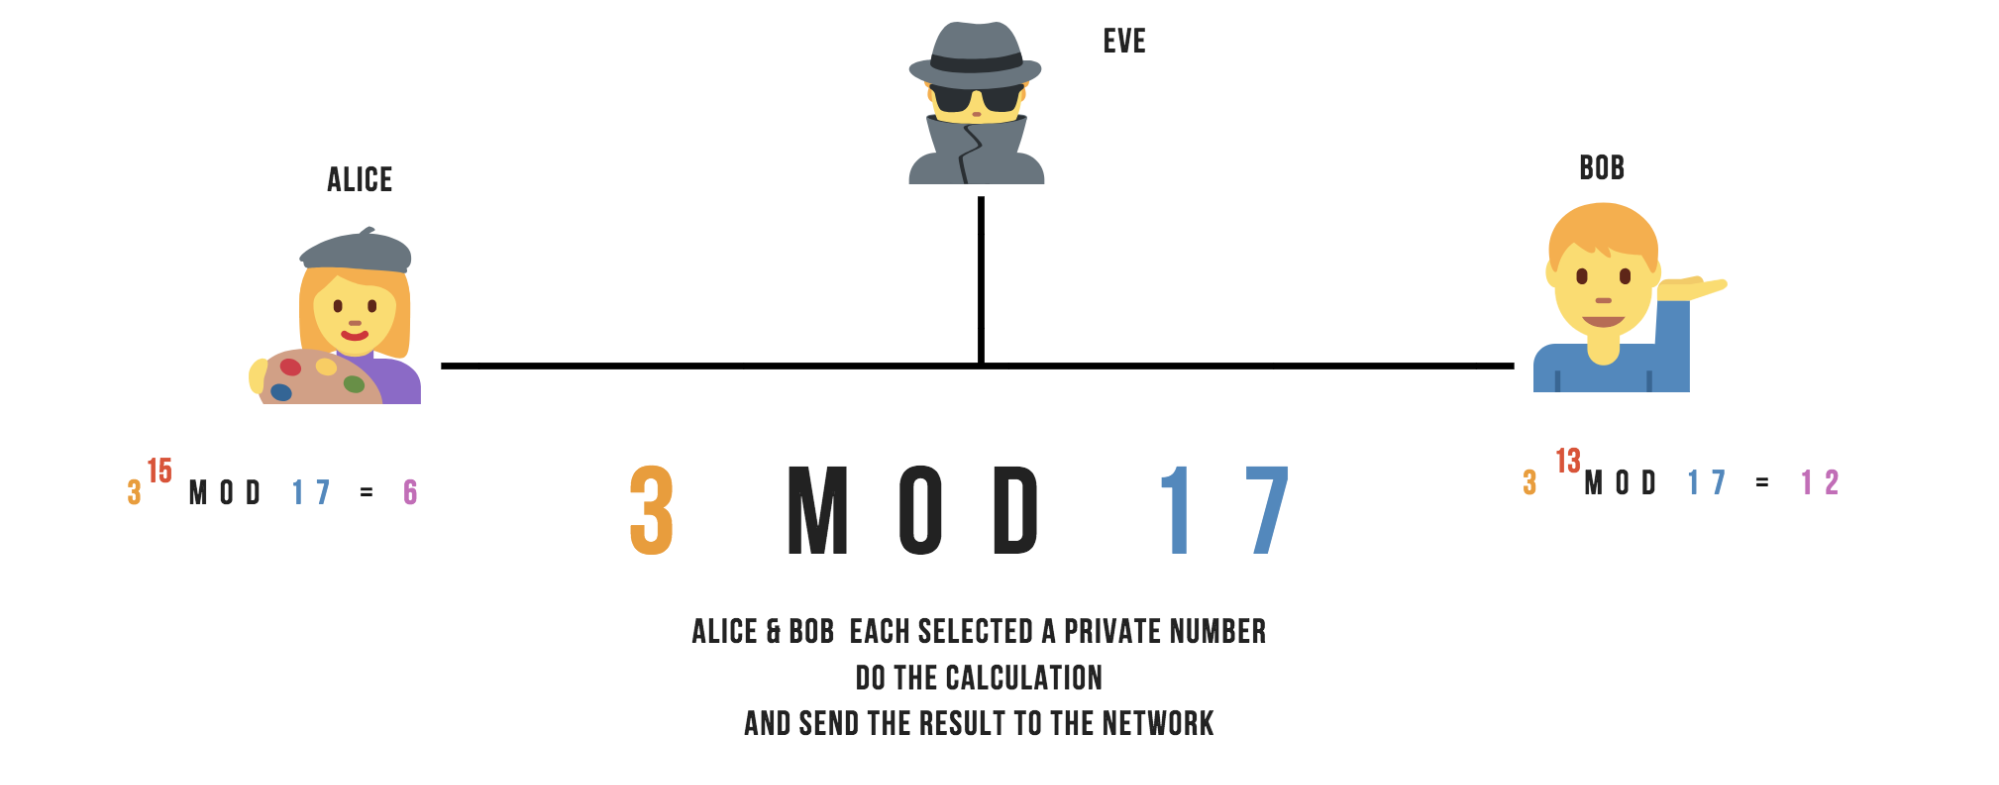 EVE
ALICE
BOB
3^15 MOD 17 = 6
3 MOD 17
3^13 MOD 17 = 12
ALICE & BOB EACH SELECTED A PRIVATE NUMBER
DO THE CALCULATION
AND SEND THE RESULT TO THE NETWORK